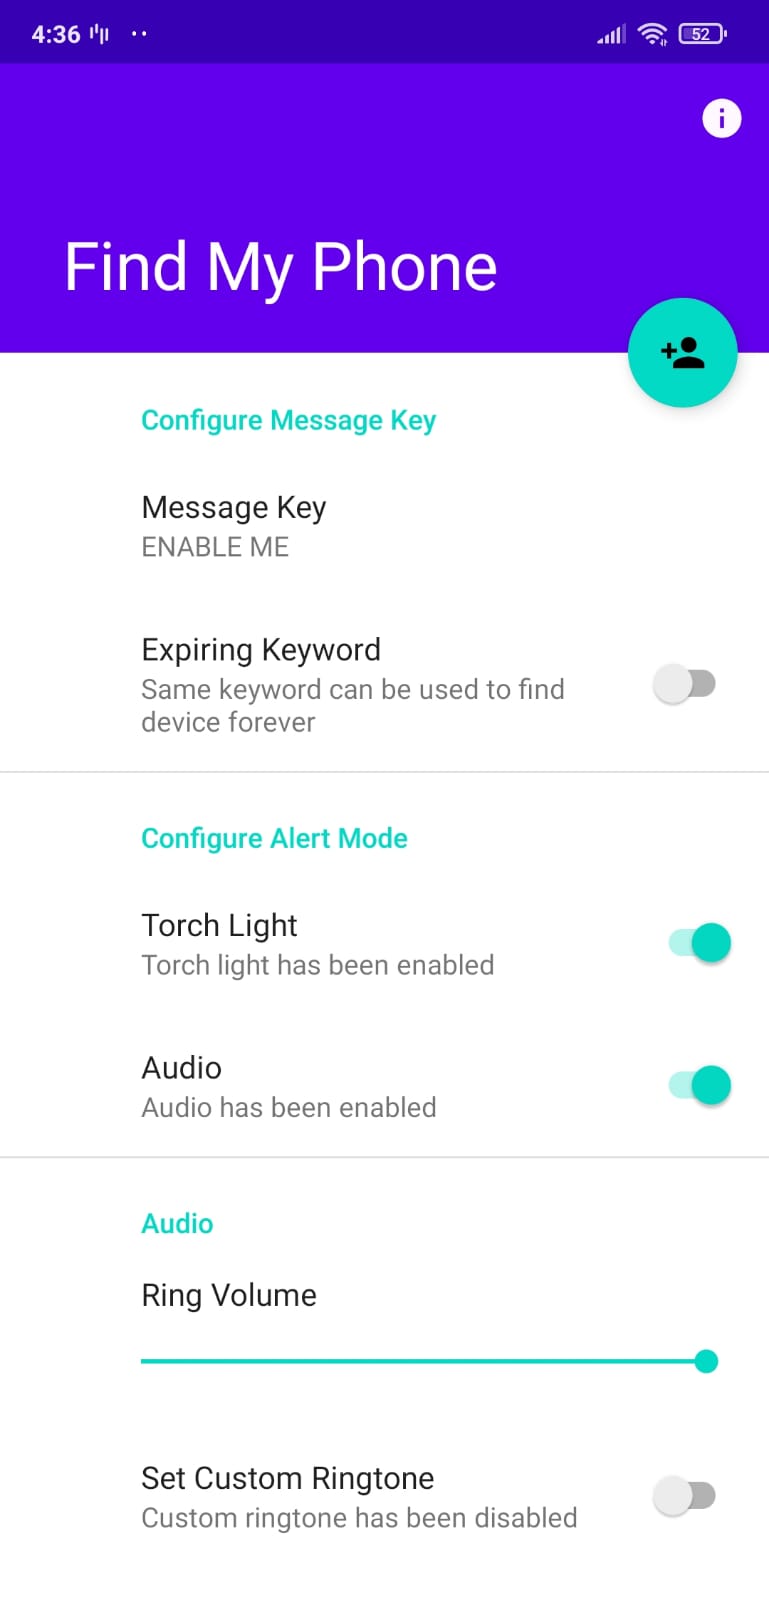 4:36
52
Find My Phone
Configure Message Key
Message Key
ENABLE ME
Expiring Keyword
Same keyword can be used to find
device forever
Configure Alert Mode
Torch Light
Torch light has been enabled
Audio
Audio has been enabled
Audio
Ring Volume
Set Custom Ringtone
Custom ringtone has been disabled